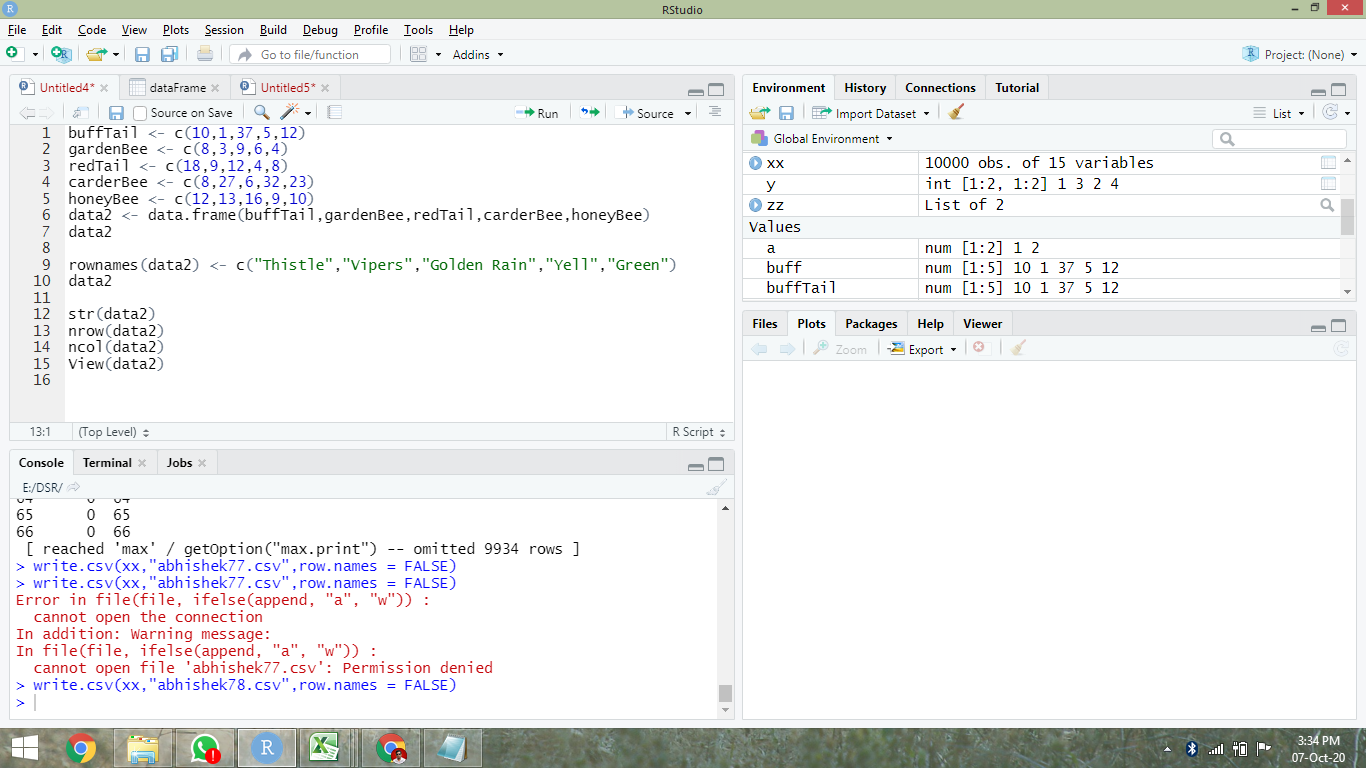 RStudio
File Edit Code View Plots Session Build Debug Profile Tools Help
Go to file/function Addins Project: (None)
Untitled4* dataFrame Untitled5*
Source on Save Run Source
1 buffTail <- c(10,1,37,5,12)
2 gardenBee <- c(8,3,9,6,4)
3 redTail <- c(18,9,12,4,8)
4 carderBee <- c(8,27,6,32,23)
5 honeyBee <- c(12,13,16,9,10)
6 data2 <- data.frame(buffTail,gardenBee,redTail,carderBee,honeyBee)
7 data2
8
9 rownames(data2) <- c("Thistle","Vipers","Golden Rain","Yell","Green")
10 data2
11
12 str(data2)
13 nrow(data2)
14 ncol(data2)
15 View(data2)
16
13:1 (Top Level) R Script
Console Terminal Jobs
E:/DSR/
64 0 64
65 0 65
66 0 66
[ reached 'max' / getOption("max.print") -- omitted 9934 rows ]
> write.csv(xx,"abhishek77.csv",row.names = FALSE)
> write.csv(xx,"abhishek77.csv",row.names = FALSE)
Error in file(file, ifelse(append, "a", "w")) :
cannot open the connection
In addition: Warning message:
In file(file, ifelse(append, "a", "w")) :
cannot open file 'abhishek77.csv': Permission denied
> write.csv(xx,"abhishek78.csv",row.names = FALSE)
>
Environment History Connections Tutorial
Import Dataset List
Global Environment
xx 10000 obs. of 15 variables
y int [1:2, 1:2] 1 3 2 4
zz List of 2
Values
a num [1:2] 1 2
buff num [1:5] 10 1 37 5 12
buffTail num [1:5] 10 1 37 5 12
Files Plots Packages Help Viewer
Zoom Export
3:34 PM
07-Oct-20